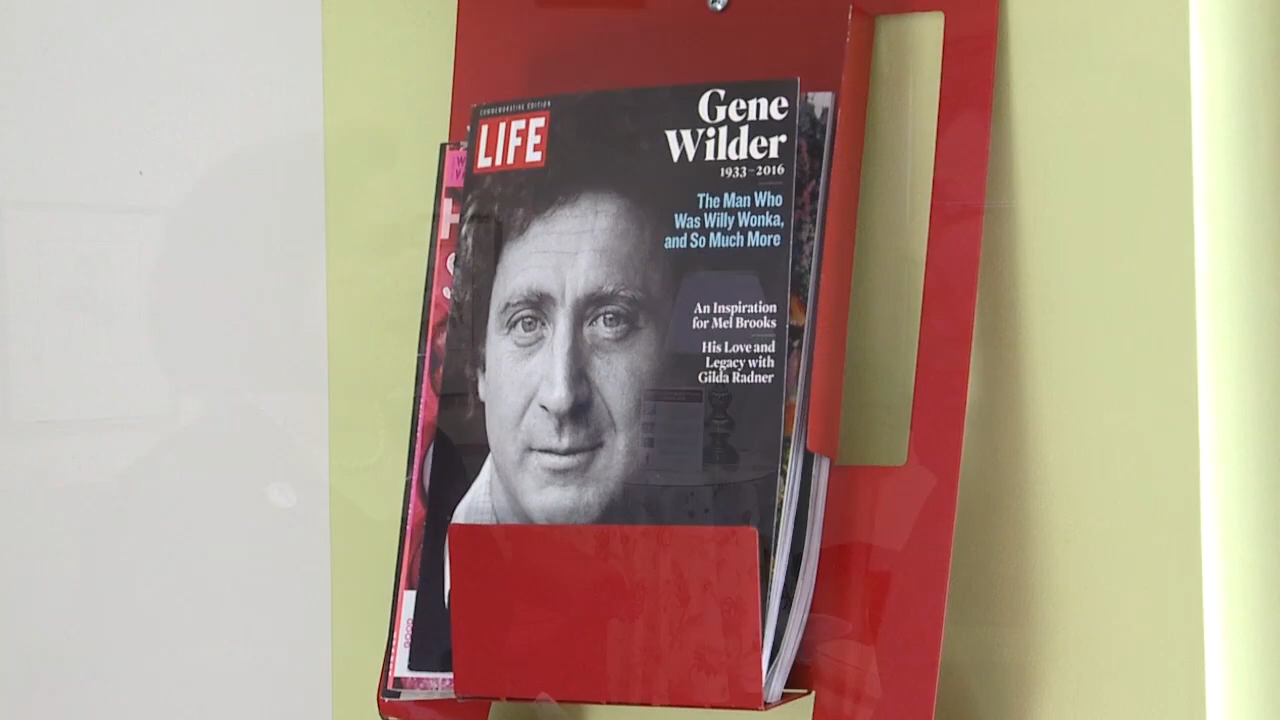 COMMEMORATIVE EDITION
LIFE
Gene
Wilder
1933–2016
The Man Who
Was Willy Wonka,
and So Much More
An Inspiration
for Mel Brooks
His Love and
Legacy with
Gilda Radner